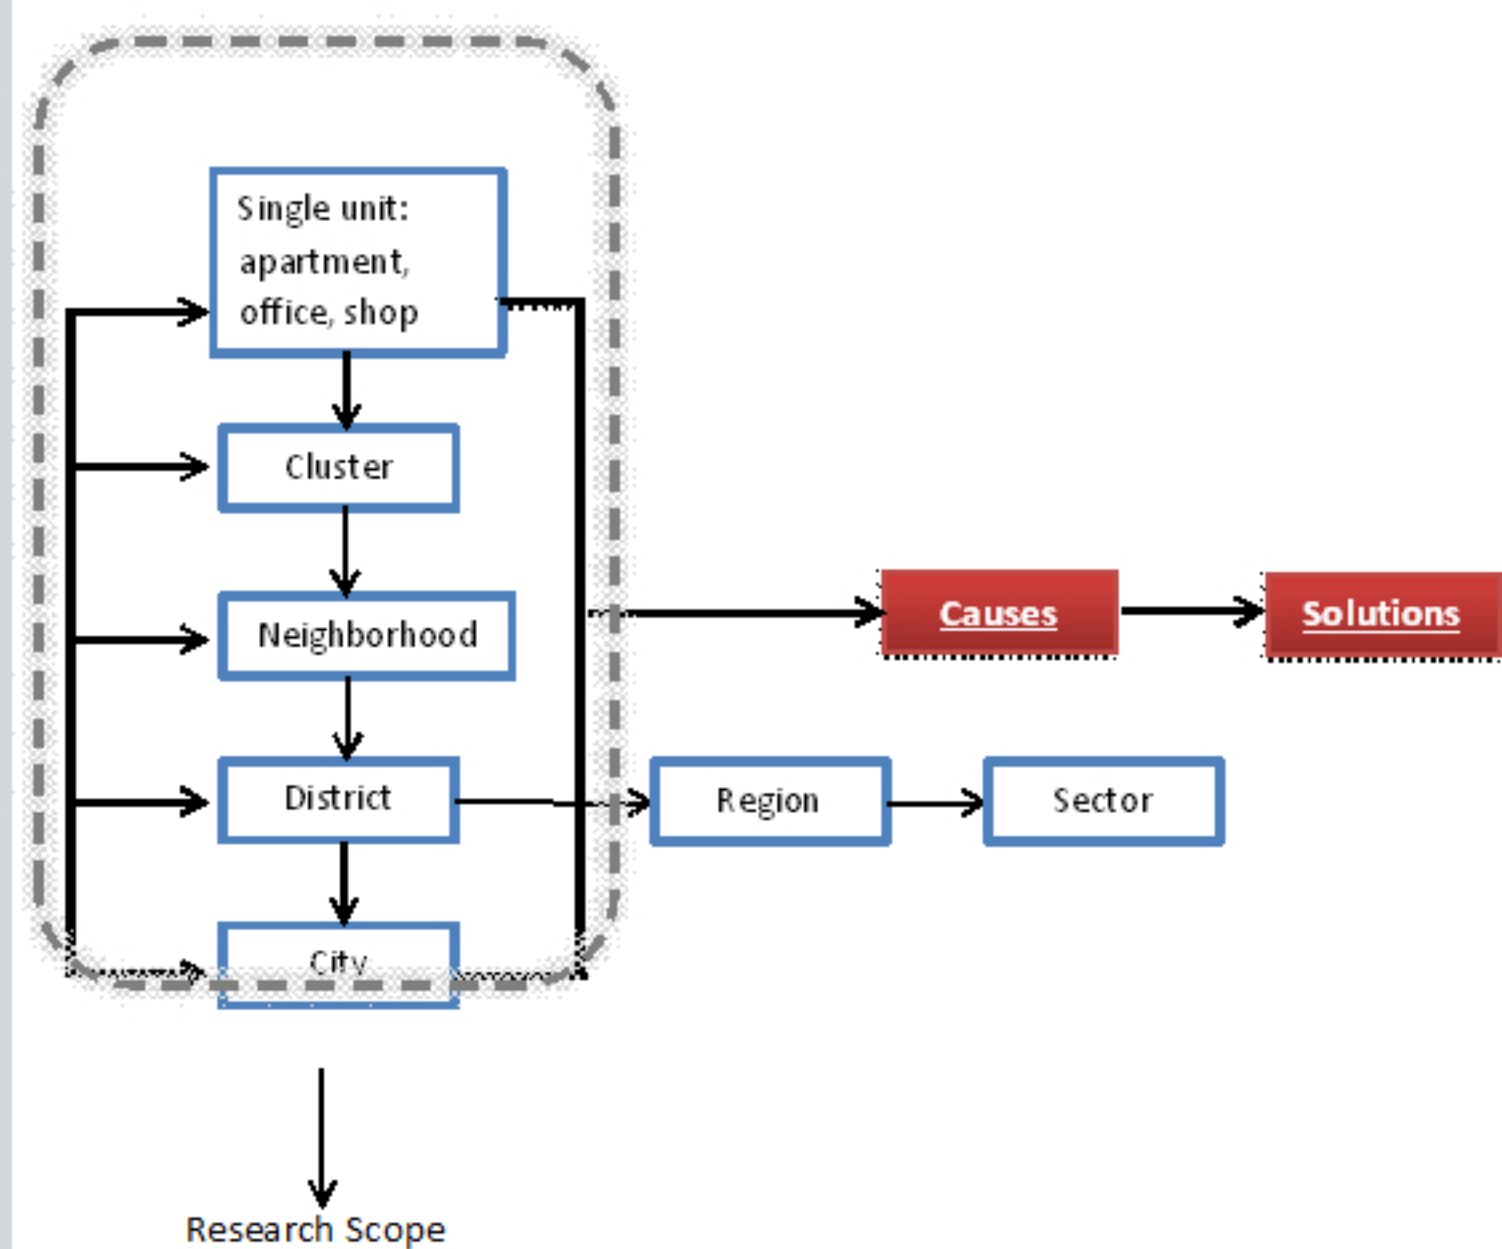 Single unit:
apartment,
office, shop
Cluster
Neighborhood
Causes
Solutions
District
Region
Sector
City
Research Scope